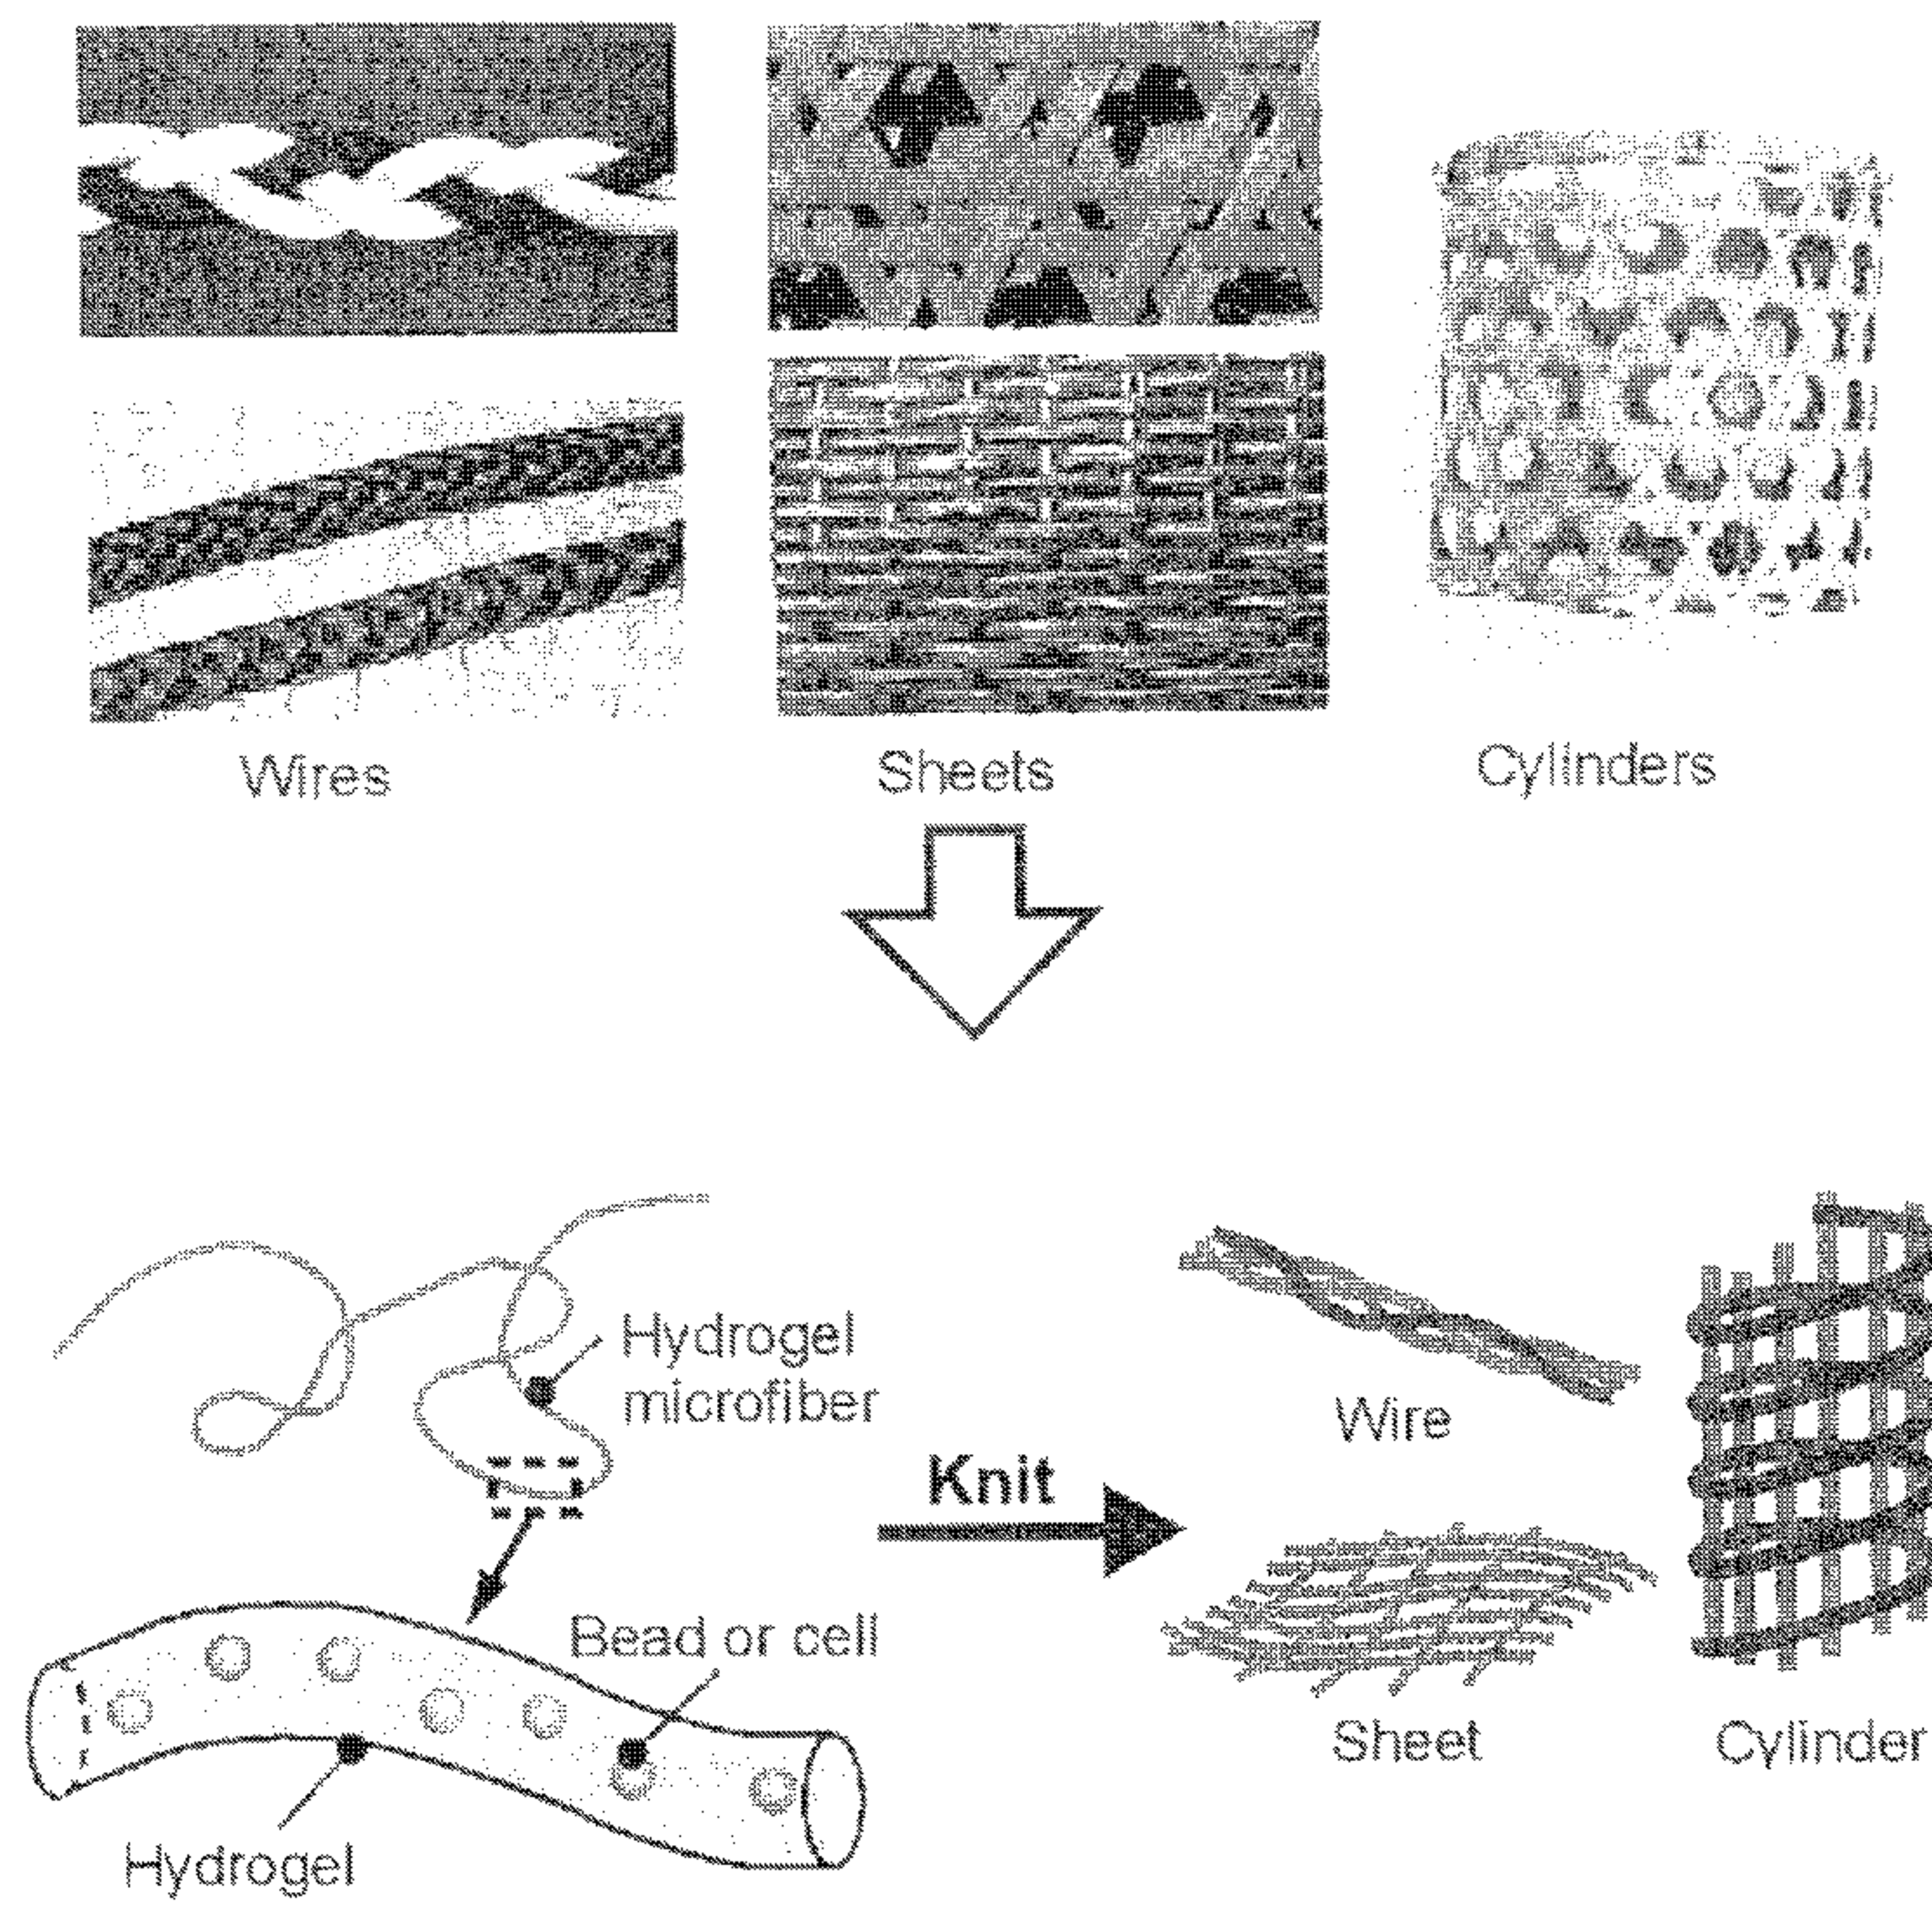 Wires
Sheets
Cylinders
Hydrogel
microfiber
Knit
Wire
Bead or cell
Sheet
Cylinder
Hydrogel